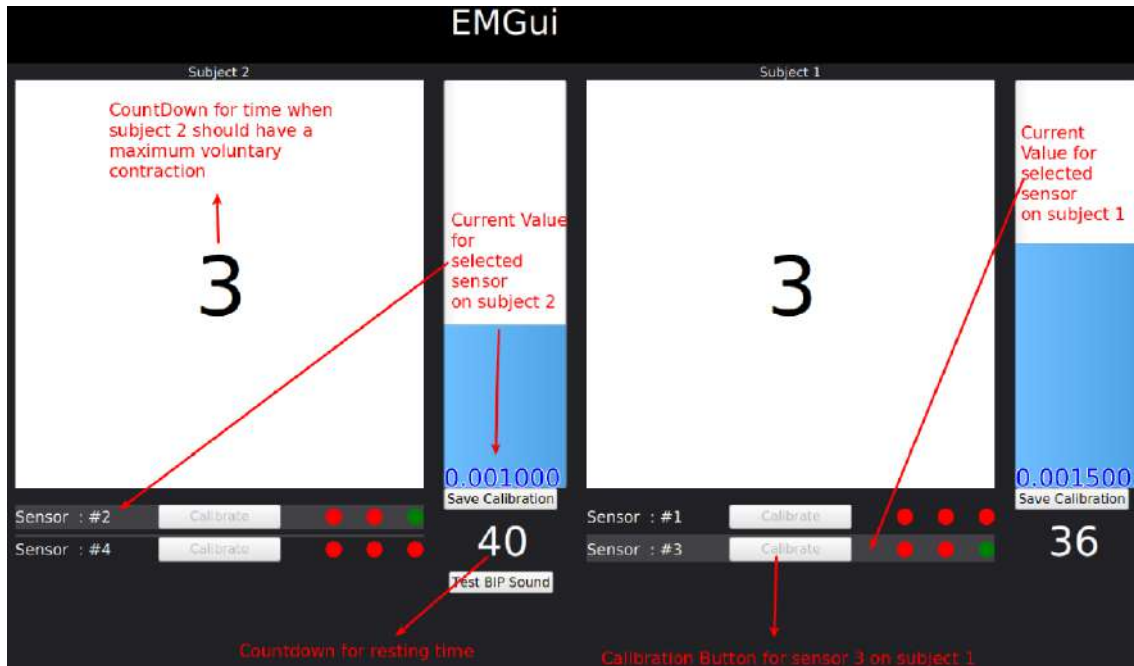 EMGui
Subject 2
CountDown for time when
subject 2 should have a
maximum voluntary
contraction
3
Current Value
for
selected
sensor
on subject 2
0.001000
Save Calibration
Sensor : #2
Calibrate
Sensor : #4
Calibrate
40
Test BIP Sound
Countdown for resting time
Subject 1
3
Current
Value for
selected
sensor
on subject 1
0.001500
Save Calibration
Sensor : #1
Calibrate
Sensor : #3
Calibrate
36
Calibration Button for sensor 3 on subject 1